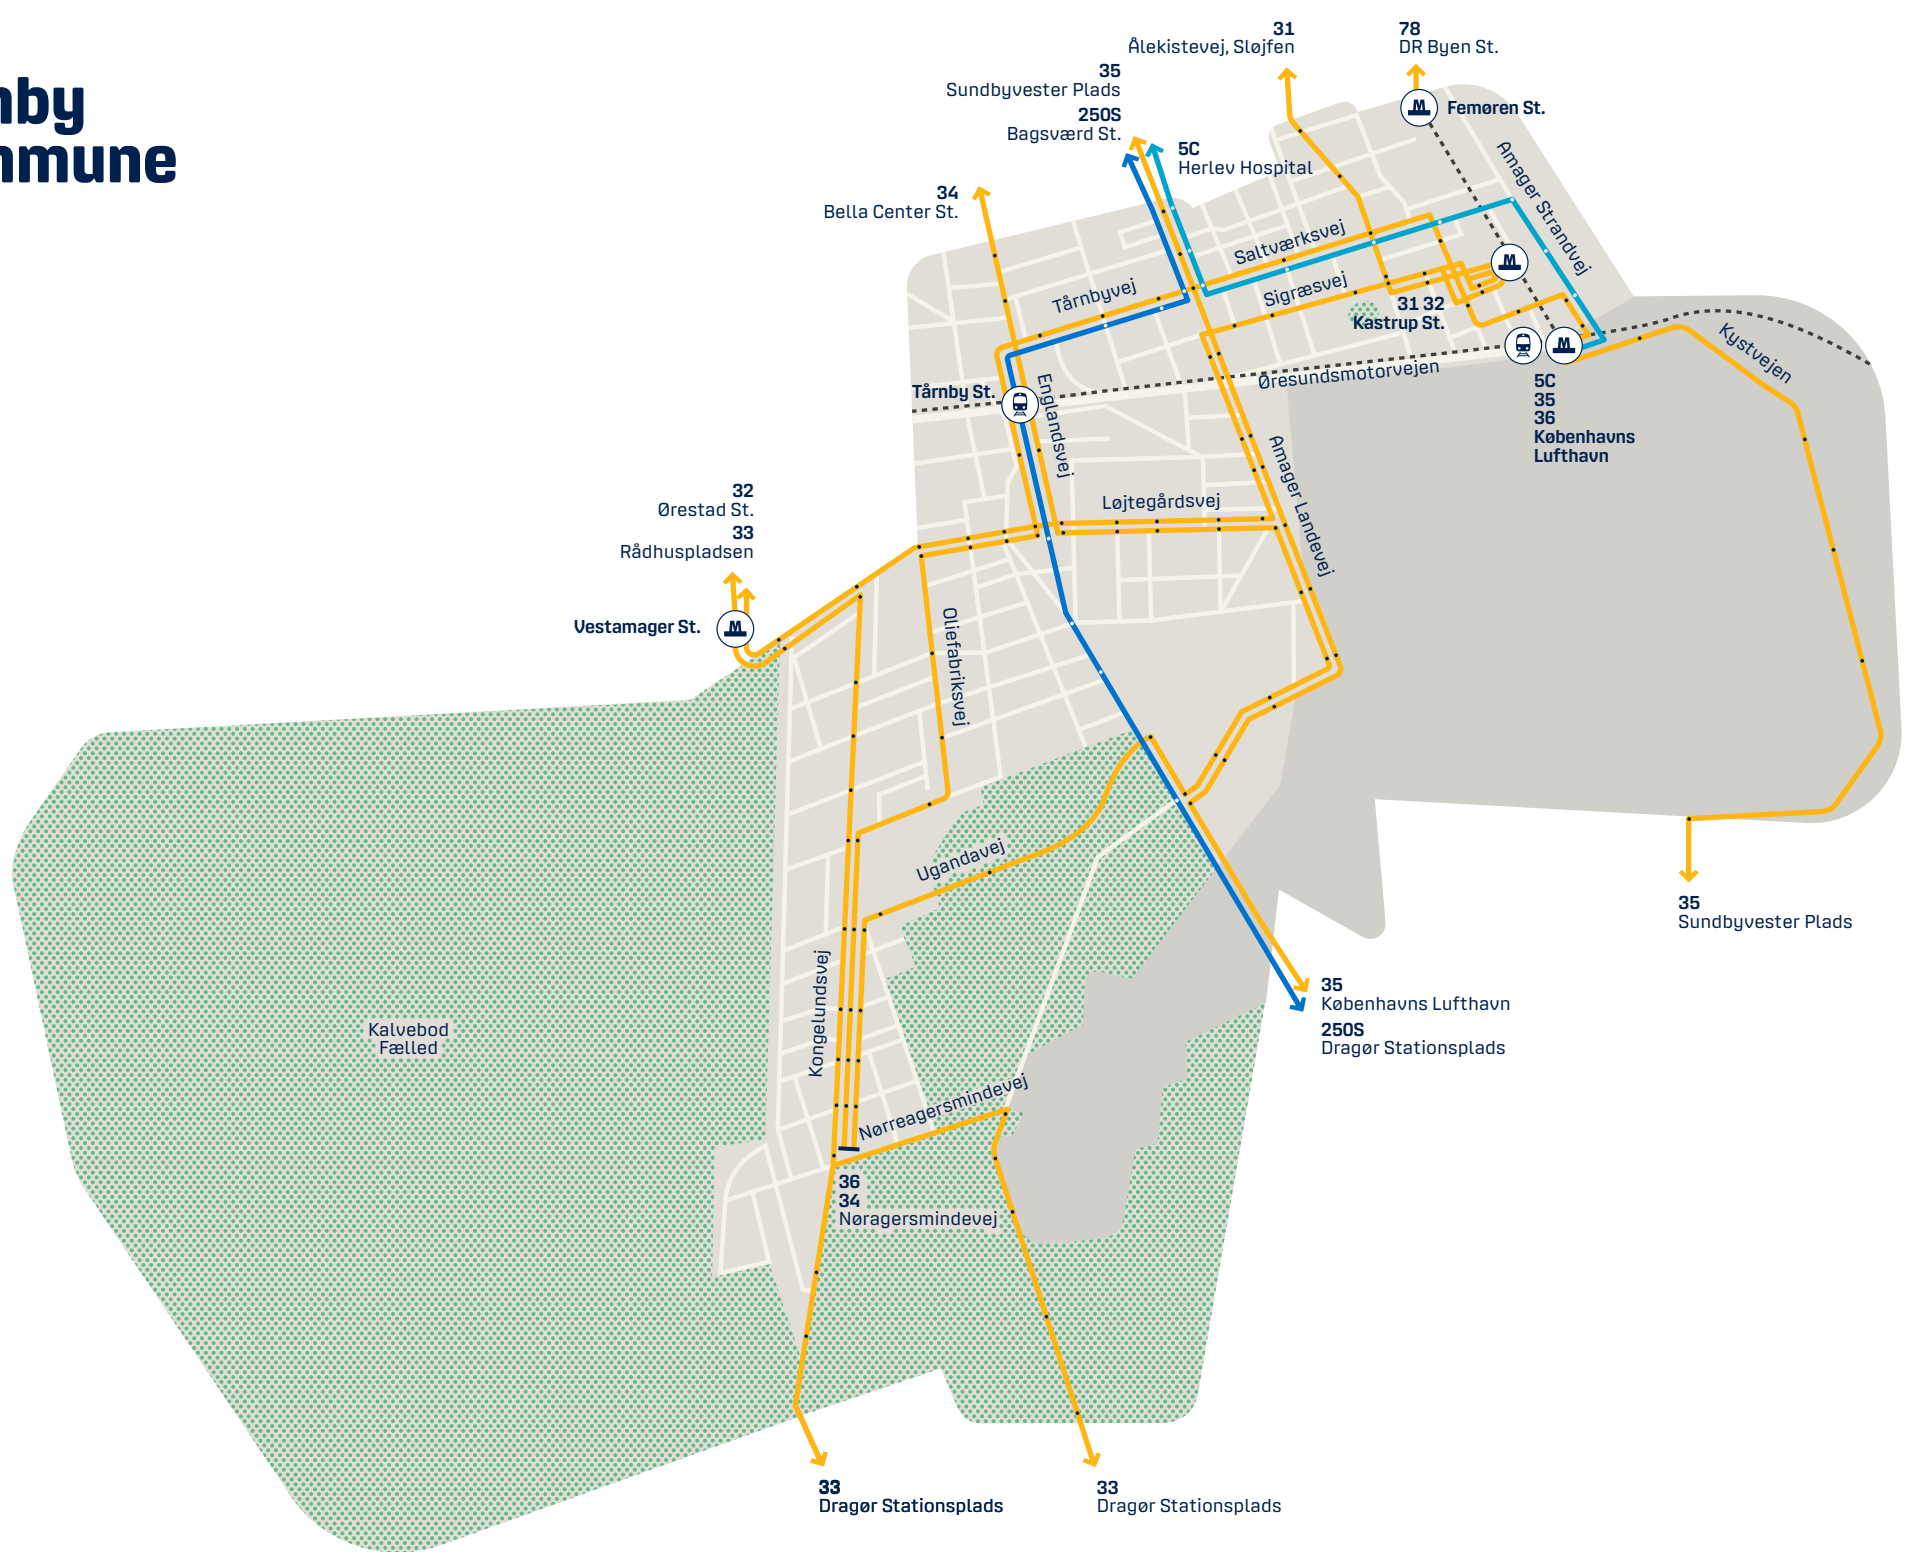 nby
mmune
31
Ålekistevej, Sløjfen
78
DR Byen St.
35
Sundbyvester Plads
250S
Bagsværd St.
Femøren St.
5C
Herlev Hospital
34
Bella Center St.
Amager Strandvej
Saltværksvej
Tårnbyvej
Sigræsvej
31 32
Kastrup St.
Kystvejen
Øresundsmotorvejen
Tårnby St.
Englandsvej
5C
35
36
Københavns
Lufthavn
Amager Landevej
Løjtegårdsvej
32
Ørestad St.
33
Rådhuspladsen
Vestamager St.
Oliefabriksvej
Ugandavej
35
Sundbyvester Plads
Kongelundsvej
35
Københavns Lufthavn
250S
Dragør Stationsplads
Kalvebod
Fælled
Nørreagersmindevej
36
34
Nøragersmindevej
33
Dragør Stationsplads
33
Dragør Stationsplads